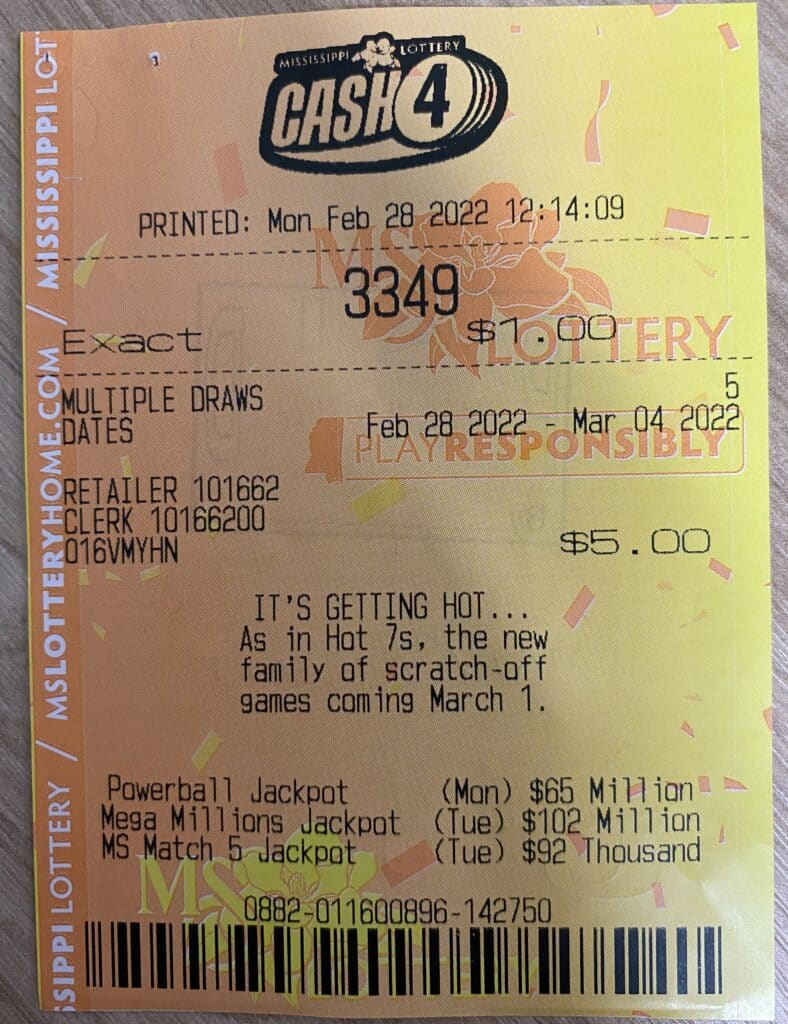 MISSISSIPPI LOTTERY
CASH 4
PRINTED: Mon Feb 28 2022 12:14:09
3349
Exact $1.00
MULTIPLE DRAWS 5
DATES Feb 28 2022 - Mar 04 2022
RETAILER 101662
CLERK 10166200
016VMYHN $5.00
IT'S GETTING HOT...
As in Hot 7s, the new
family of scratch-off
games coming March 1.
Powerball Jackpot (Mon) $65 Million
Mega Millions Jackpot (Tue) $102 Million
MS Match 5 Jackpot (Tue) $92 Thousand
0882-011600896-142750
MS
LOTTERY
PLAY RESPONSIBLY
MS
LOTTERY
SSIPPI LOTTERY / MSLOTTERYHOME.COM / MISSISSIPPI LOT